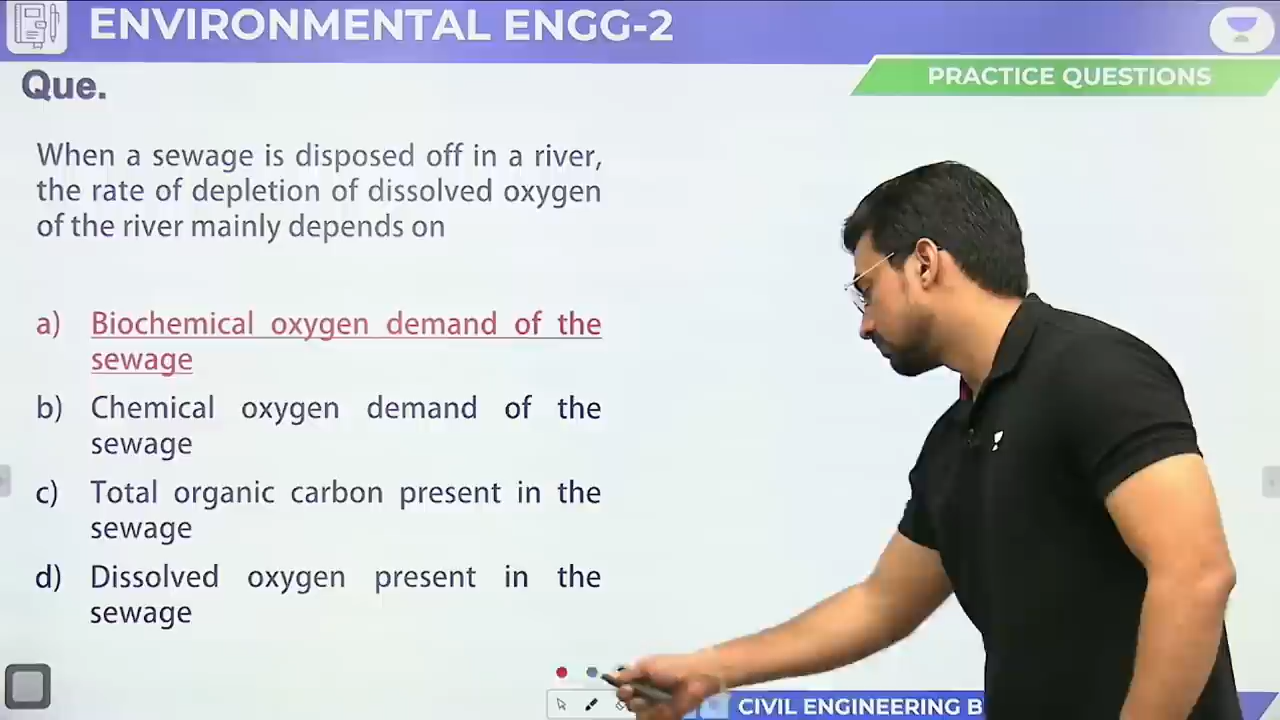 ENVIRONMENTAL ENGG-2
PRACTICE QUESTIONS
Que.
When a sewage is disposed off in a river,
the rate of depletion of dissolved oxygen
of the river mainly depends on
a) Biochemical oxygen demand of the
sewage
b) Chemical oxygen demand of the
sewage
c) Total organic carbon present in the
sewage
d) Dissolved oxygen present in the
sewage
CIVIL ENGINEERING B